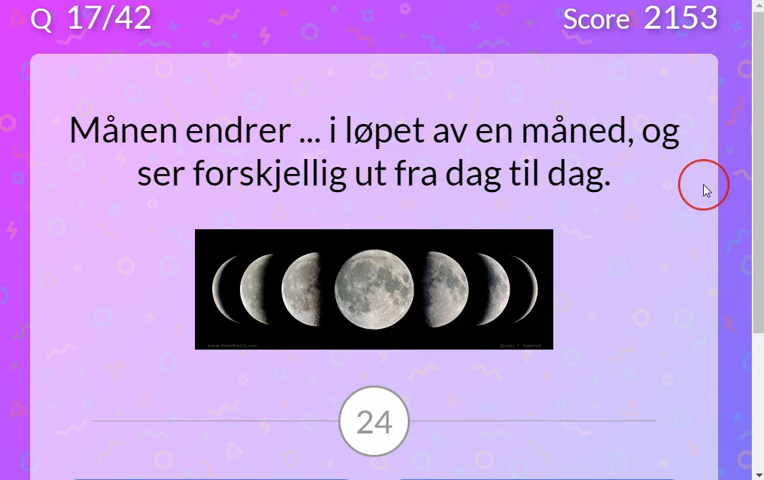 Q 17/42
Score 2153
Månen endrer ... i løpet av en måned, og
ser forskjellig ut fra dag til dag.
24